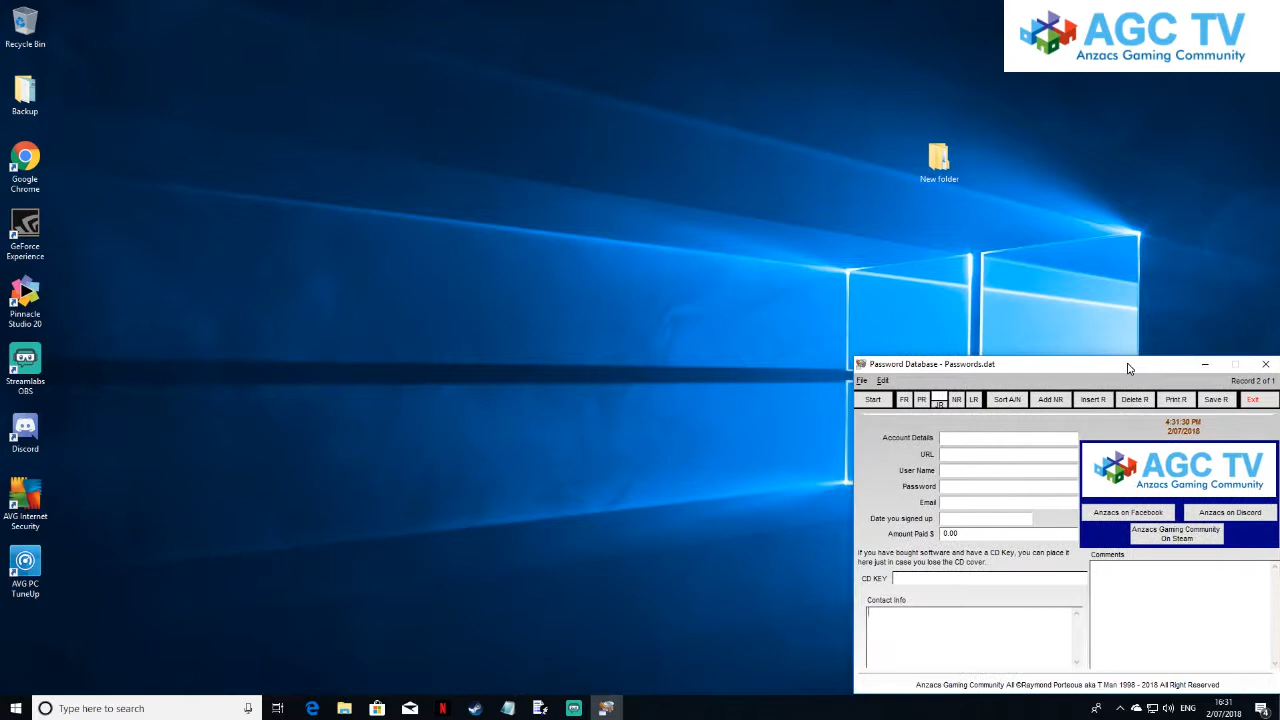 Recycle Bin
Backup
Google
Chrome
GeForce
Experience
Pinnacle
Studio 20
Streamlabs
OBS
Discord
AVG Internet
Security
AVG PC
TuneUp
AGC TV
Anzacs Gaming Community
New folder
Password Database - Passwords.dat
File Edit Record 2 of 1
Start FR PR JR NR LR Sort A/N Add NR Insert R Delete R Print R Save R Exit
4:31:30 PM
2/07/2018
Account Details
URL
User Name
Password
Email
Date you signed up
Amount Paid $ 0.00
AGC TV
Anzacs Gaming Community
Anzacs on Facebook Anzacs on Discord
Anzacs Gaming Community
On Steam
if you have bought software and have a CD Key, you can place it
here just in case you lose the CD cover.
CD KEY
Contact Info
Comments
Anzacs Gaming Community All ©Raymond Porteous aka T Man 1998 - 2018 All Right Reserved
Type here to search
ENG
16:31
2/07/2018
4